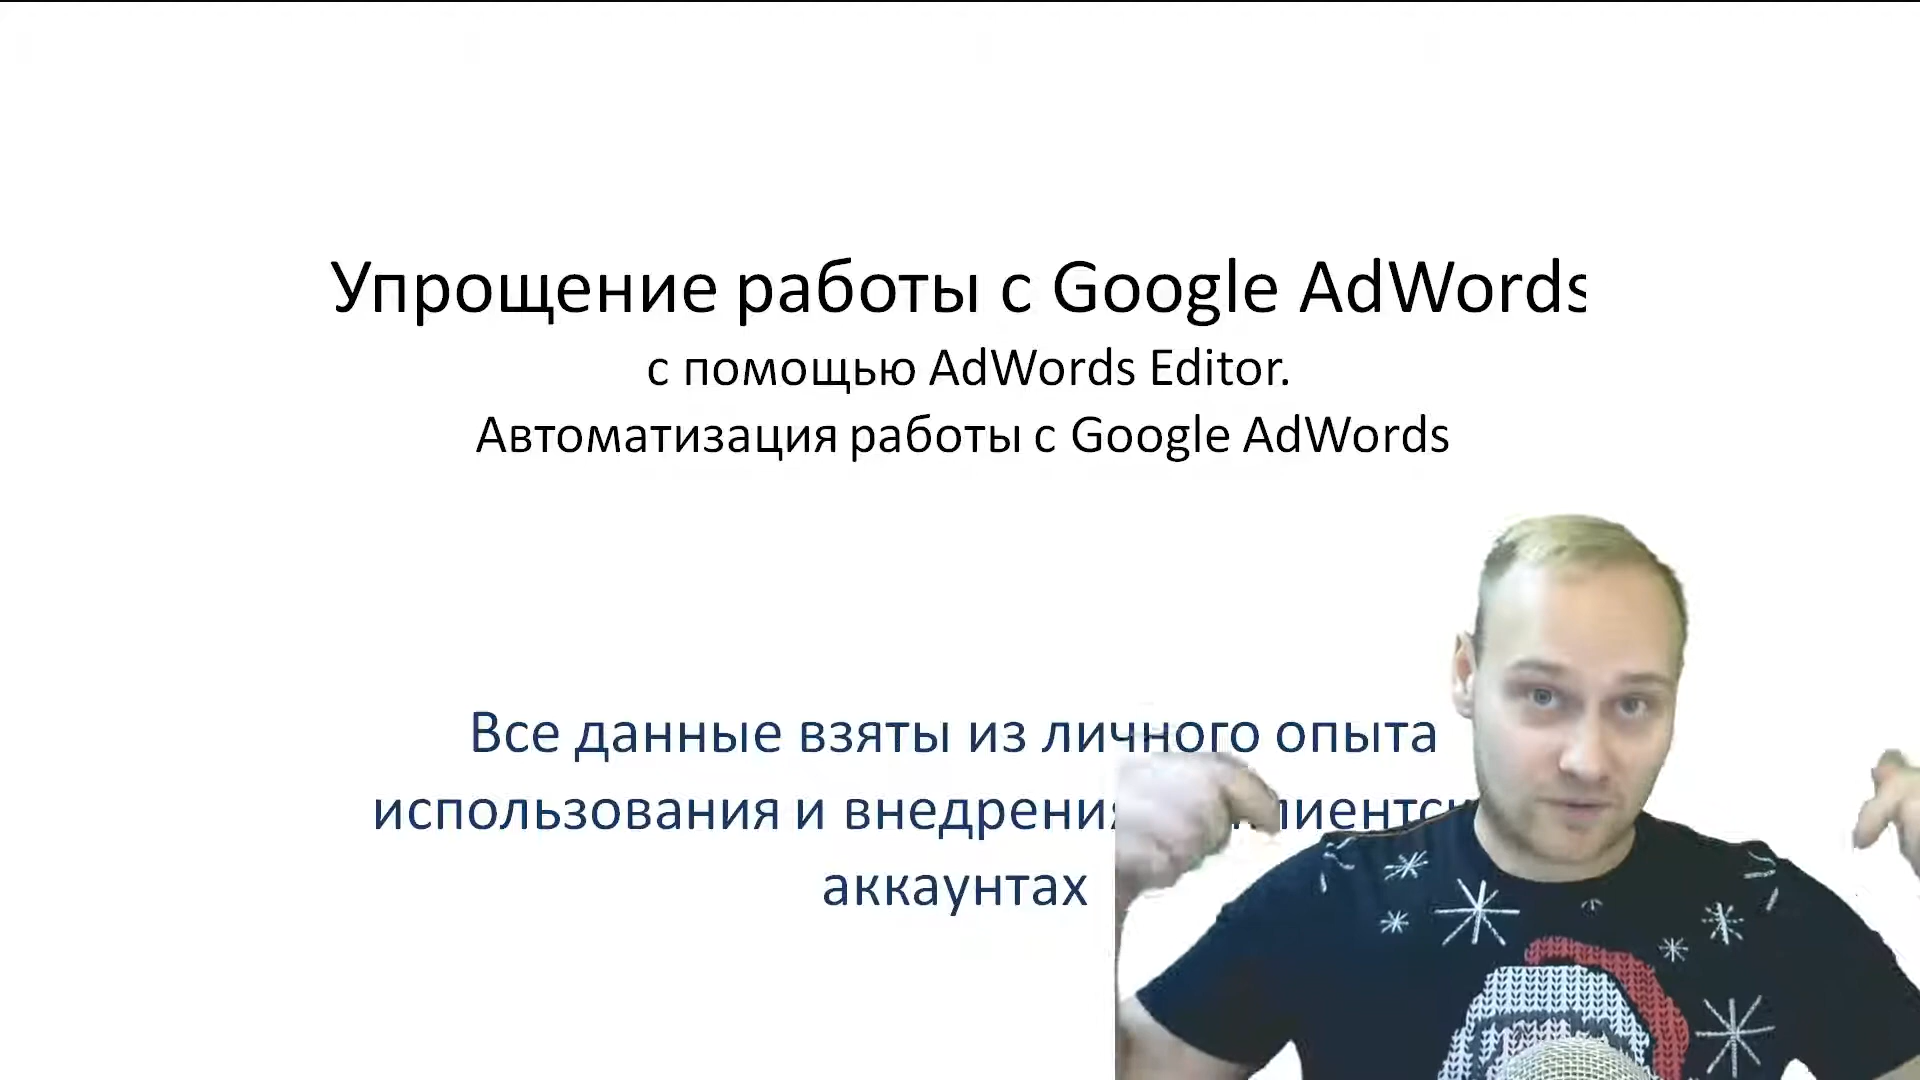 Упрощение работы с Google AdWords
с помощью AdWords Editor.
Автоматизация работы с Google AdWords
Все данные взяты из личного опыта
использования и внедрения
аккаунтах